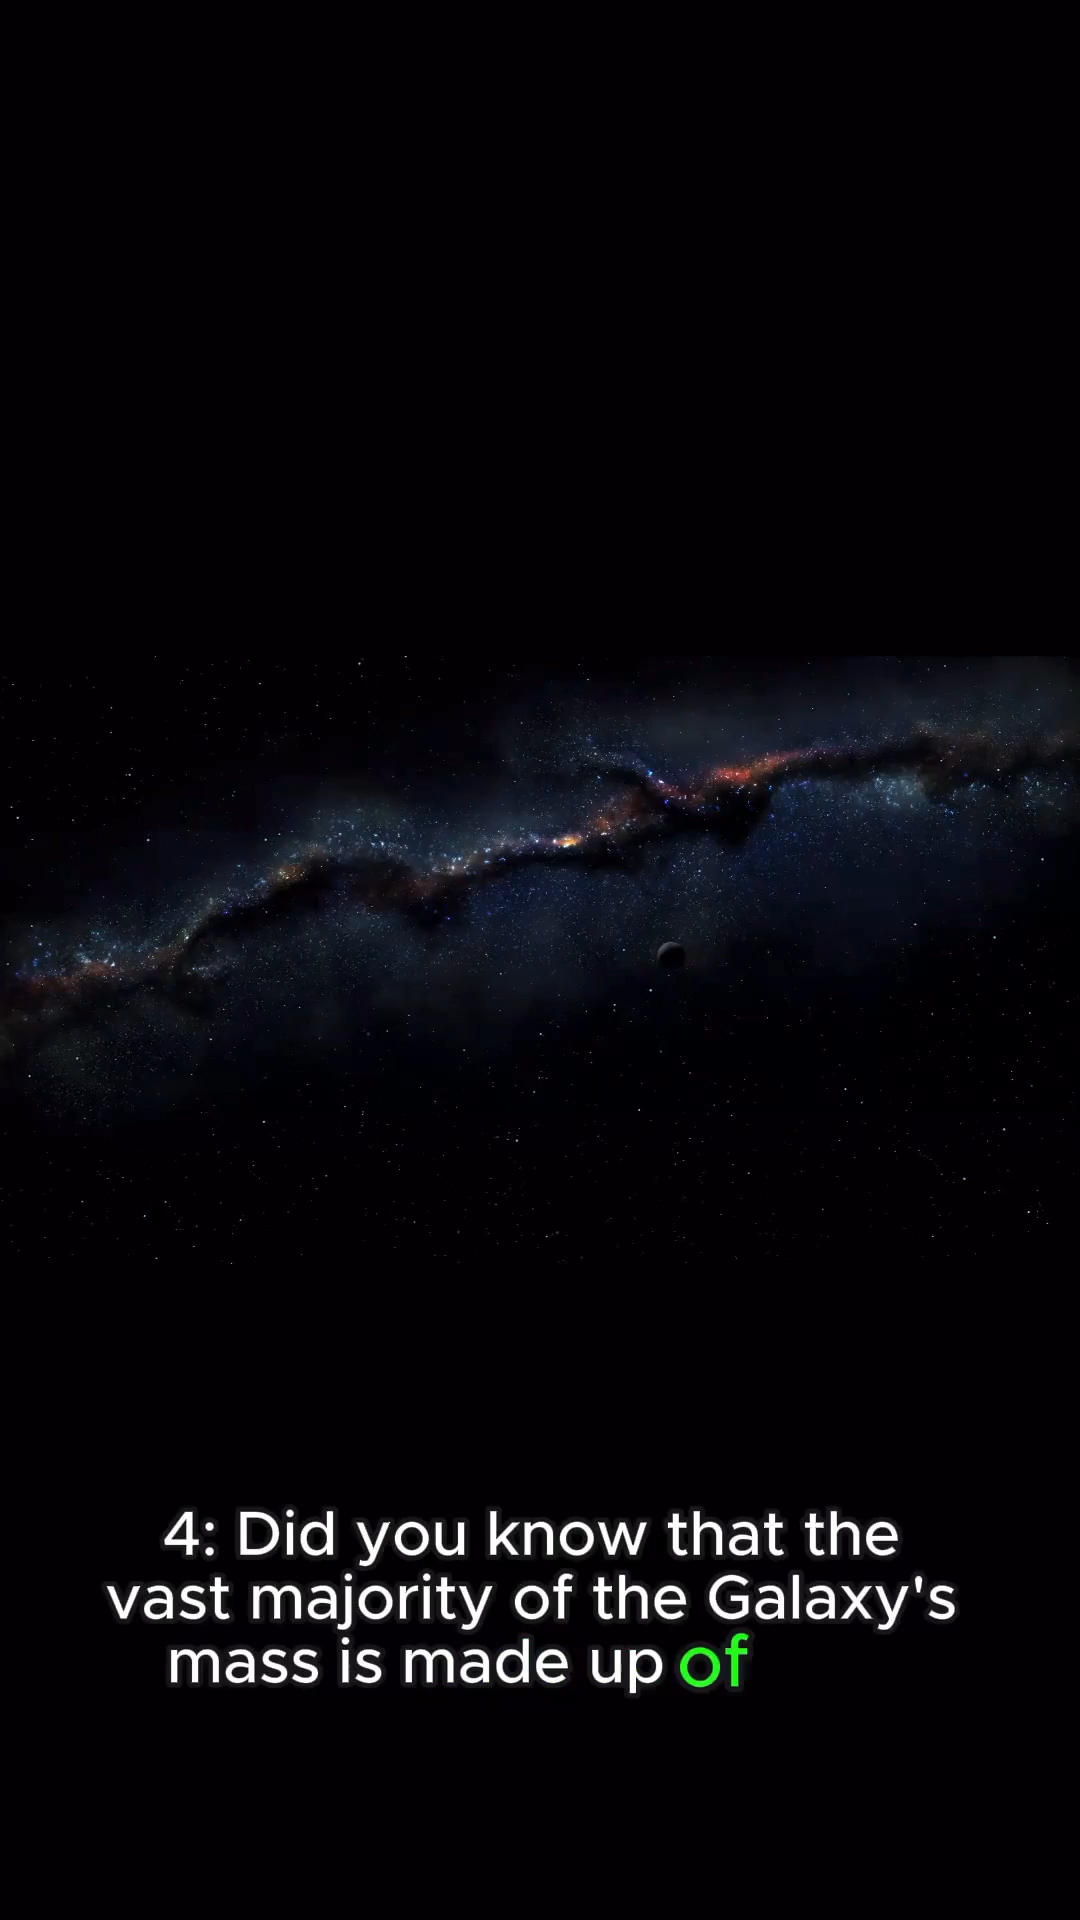 4: Did you know that the
vast majority of the Galaxy's
mass is made up of